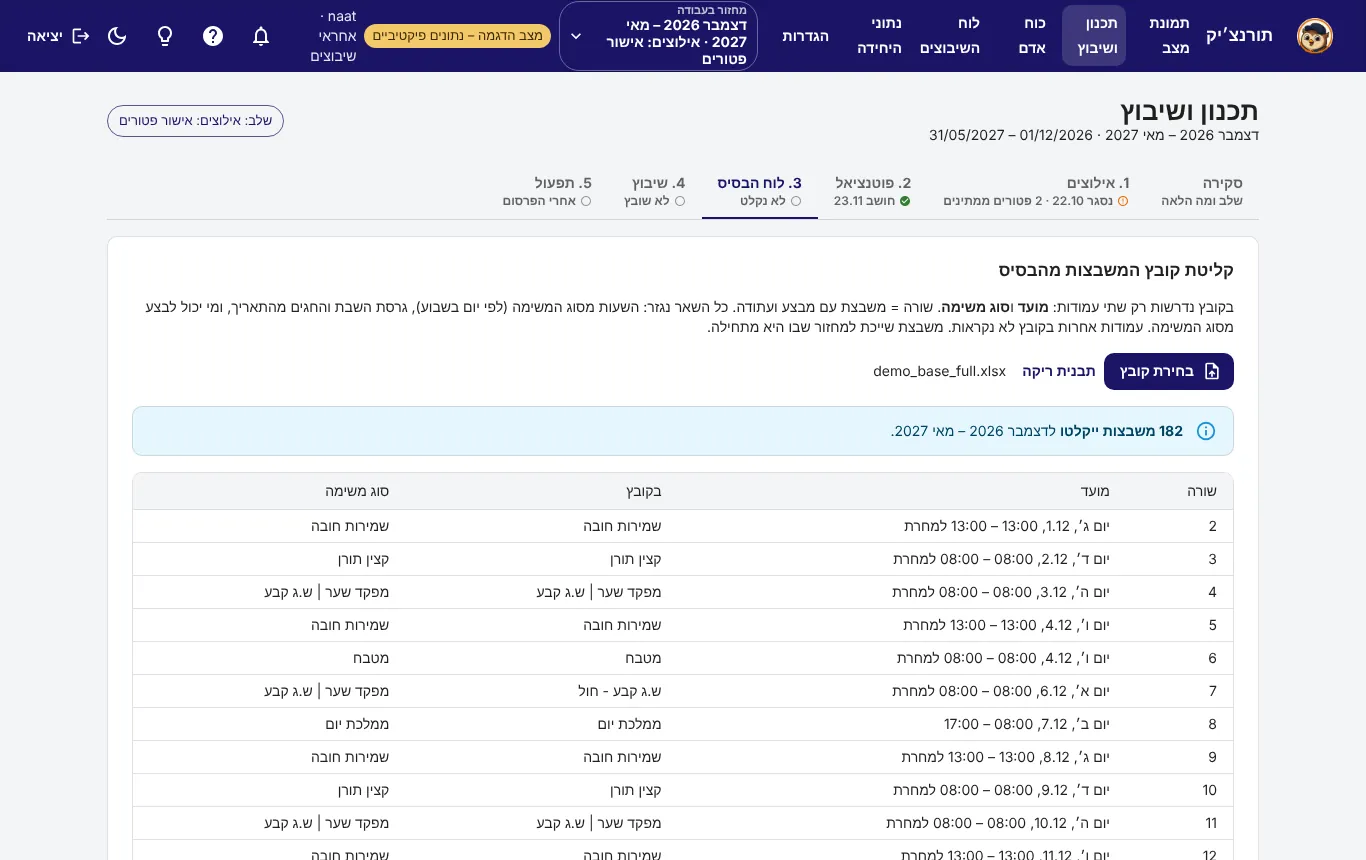 תורנצ׳יק
תמונת מצב
תכנון ושיבוץ
כוח אדם
לוח השיבוצים
נתוני היחידה
הגדרות
מחזור בעבודה
דצמבר 2026 – מאי 2027 · אילוצים: אישור פטורים
מצב הדגמה – נתונים פיקטיביים
naat · אחראי שיבוצים
יציאה
תכנון ושיבוץ
דצמבר 2026 – מאי 2027 · 01/12/2026 – 31/05/2027
שלב: אילוצים: אישור פטורים
סקירה
שלב ומה הלאה
1. אילוצים
נסגר 22.10 · 2 פטורים ממתינים
2. פוטנציאל
חושב 23.11
3. לוח הבסיס
לא נקלט
4. שיבוץ
לא שובץ
5. תפעול
אחרי הפרסום
קליטת קובץ המשבצות מהבסיס
בקובץ נדרשות רק שתי עמודות: מועד וסוג משימה. שורה = משבצת עם מבצע ועתודה. כל השאר נגזר: השעות מסוג המשימה (לפי יום בשבוע), גרסת השבת והחגים מהתאריך, ומי יכול לבצע
מסוג המשימה. עמודות אחרות בקובץ לא נקראות. משבצת שייכת למחזור שבו היא מתחילה.
בחירת קובץ תבנית ריקה demo_base_full.xlsx
182 משבצות ייקלטו לדצמבר 2026 – מאי 2027.
שורה מועד בקובץ סוג משימה
2 יום ג׳, 1.12, 13:00 – 13:00 למחרת שמירות חובה שמירות חובה
3 יום ד׳, 2.12, 08:00 – 08:00 למחרת קצין תורן קצין תורן
4 יום ה׳, 3.12, 08:00 – 08:00 למחרת מפקד שער | ש.ג קבע מפקד שער | ש.ג קבע
5 יום ו׳, 4.12, 13:00 – 13:00 למחרת שמירות חובה שמירות חובה
6 יום ו׳, 4.12, 08:00 – 08:00 למחרת מטבח מטבח
7 יום א׳, 6.12, 08:00 – 08:00 למחרת ש.ג קבע - חול מפקד שער | ש.ג קבע
8 יום ב׳, 7.12, 08:00 – 17:00 ממלכת יום ממלכת יום
9 יום ג׳, 8.12, 13:00 – 13:00 למחרת שמירות חובה שמירות חובה
10 יום ד׳, 9.12, 08:00 – 08:00 למחרת קצין תורן קצין תורן
11 יום ה׳, 10.12, 08:00 – 08:00 למחרת מפקד שער | ש.ג קבע מפקד שער | ש.ג קבע
12 יום ו׳, 11.12, 13:00 – 13:00 למחרת שמירות חובה שמירות חובה